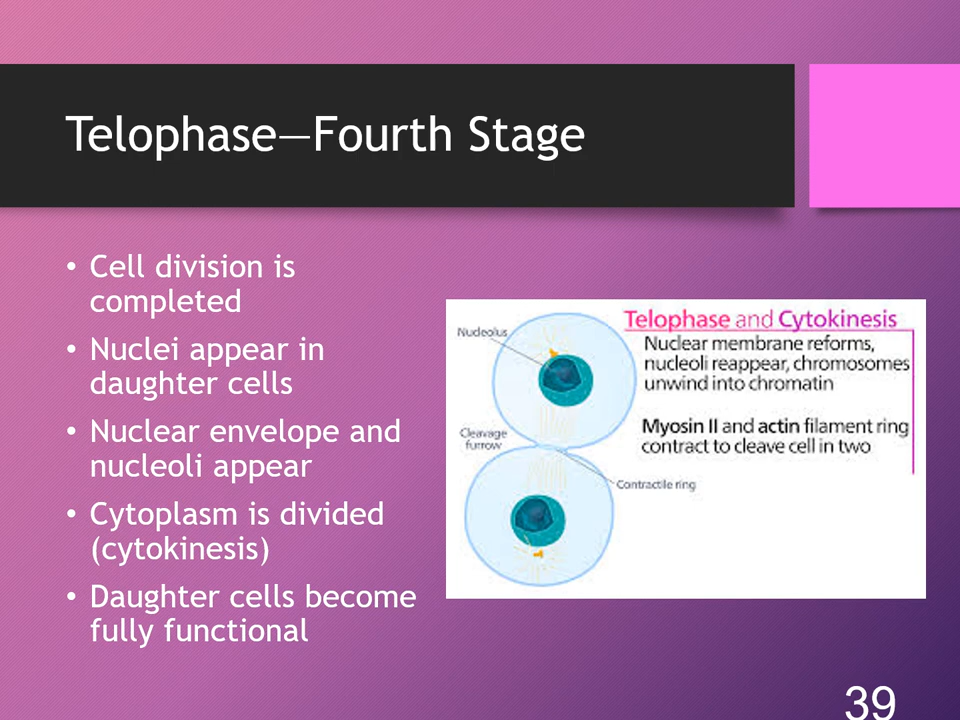 Telophase—Fourth Stage
• Cell division is
completed
• Nuclei appear in
daughter cells
• Nuclear envelope and
nucleoli appear
• Cytoplasm is divided
(cytokinesis)
• Daughter cells become
fully functional
Telophase and Cytokinesis
Nucleolus
Nuclear membrane reforms,
nucleoli reappear, chromosomes
unwind into chromatin
Myosin II and actin filament ring
contract to cleave cell in two
Cleavage
furrow
Contractile ring
39